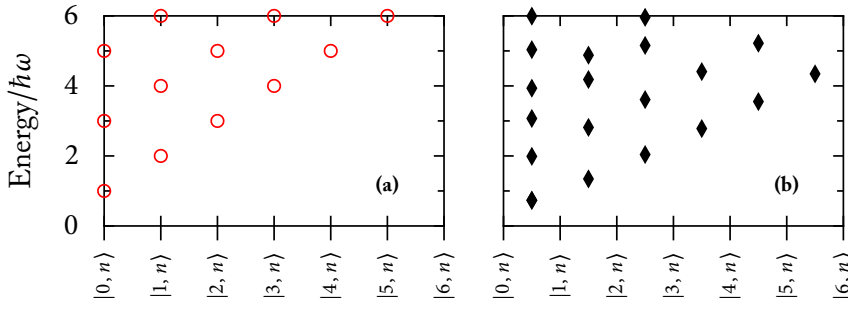 Energy/ħω
6
4
2
0
(a)
(b)
|0, n⟩
|1, n⟩
|2, n⟩
|3, n⟩
|4, n⟩
|5, n⟩
|6, n⟩
|0, n⟩
|1, n⟩
|2, n⟩
|3, n⟩
|4, n⟩
|5, n⟩
|6, n⟩